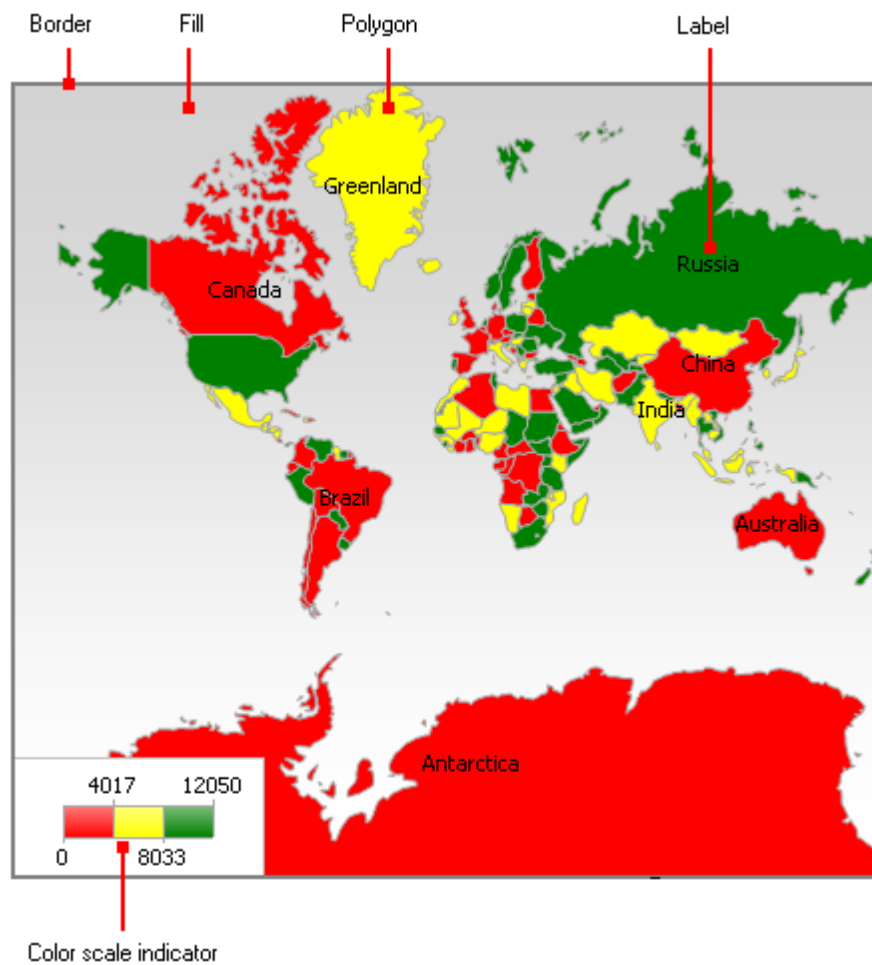 Border Fill Polygon Label
Greenland
Russia
Canada
China
India
Brazil
Australia
Antarctica
4017 12050
0 8033
Color scale indicator